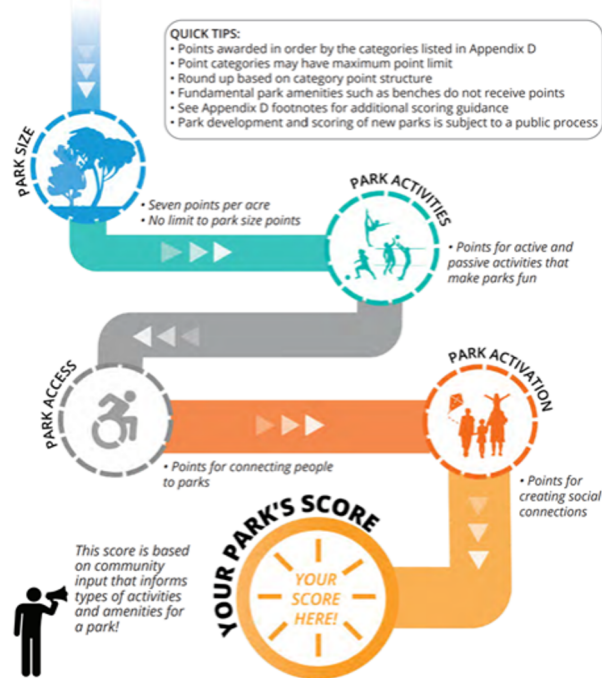 QUICK TIPS:
• Points awarded in order by the categories listed in Appendix D
• Point categories may have maximum point limit
• Round up based on category point structure
• Fundamental park amenities such as benches do not receive points
• See Appendix D footnotes for additional scoring guidance
• Park development and scoring of new parks is subject to a public process
PARK SIZE
• Seven points per acre
• No limit to park size points
PARK ACTIVITIES
• Points for active and
passive activities that
make parks fun
PARK ACCESS
• Points for connecting people
to parks
PARK ACTIVATION
• Points for
creating social
connections
YOUR PARK'S SCORE
YOUR
SCORE
HERE!
This score is based
on community
input that informs
types of activities
and amenities for
a park!